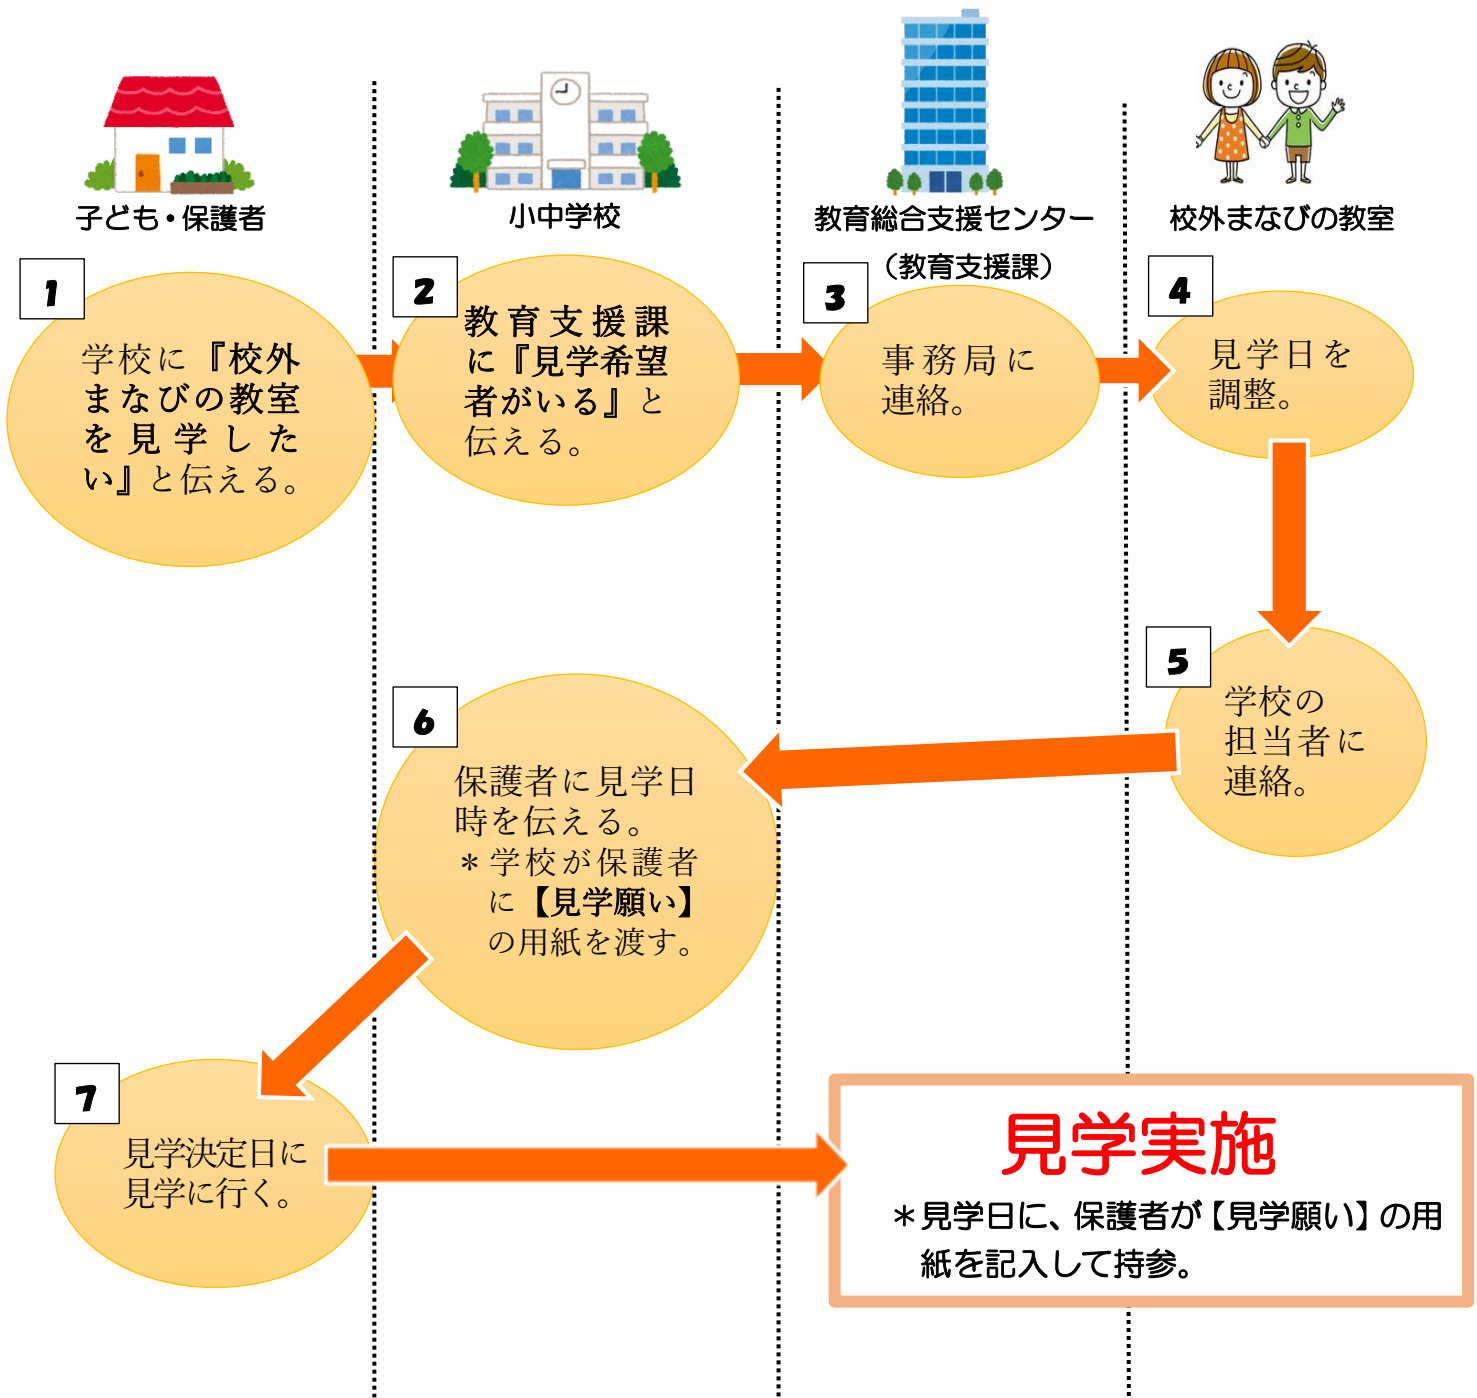 子ども・保護者
小中学校
教育総合支援センター
(教育支援課)
校外まなびの教室
1
学校に『校外
まなびの教室
を見学した
い』と伝える。
2
教育支援課
に『見学希望
者がいる』と
伝える。
3
事務局に
連絡。
4
見学日を
調整。
5
学校の
担当者に
連絡。
6
保護者に見学日
時を伝える。
＊学校が保護者
に【見学願い】
の用紙を渡す。
7
見学決定日に
見学に行く。
見学実施
＊見学日に、保護者が【見学願い】の用
紙を記入して持参。